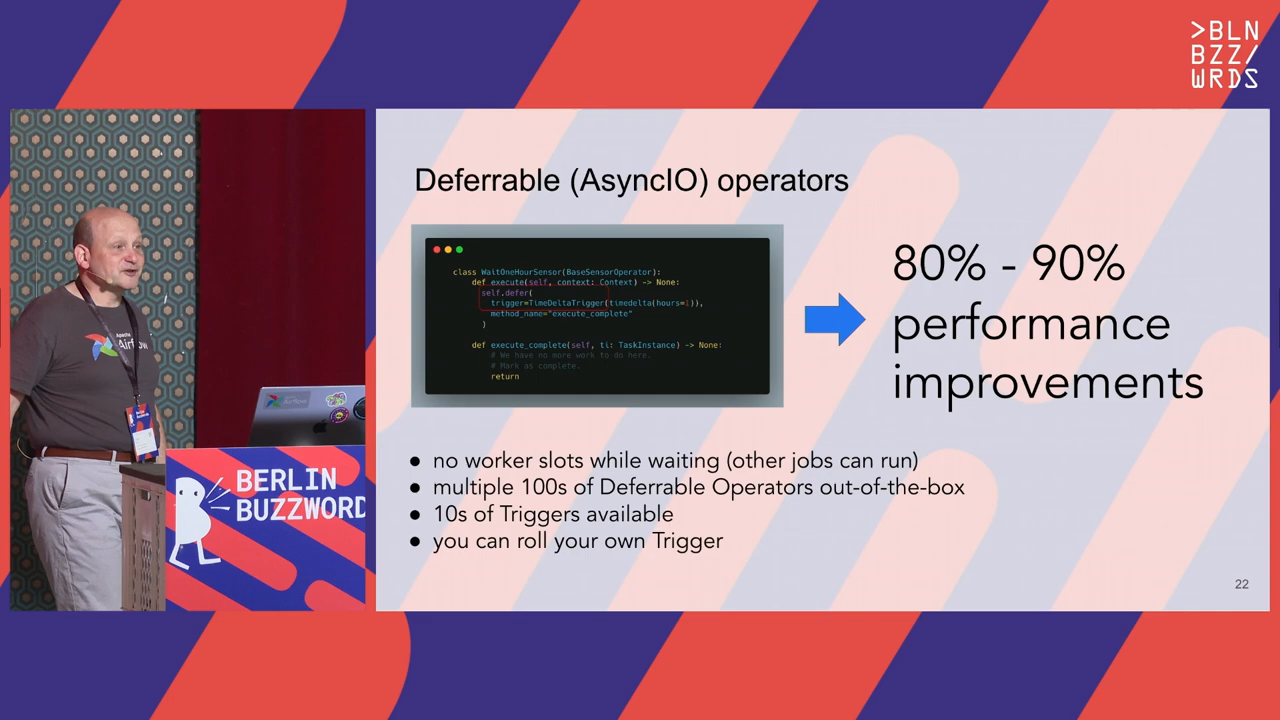 >BLN
BZZ/
WRDS
Deferrable (AsyncIO) operators
class WaitOneHourSensor(BaseSensorOperator):
def execute(self, context: Context) -> None:
self.defer(
trigger=TimeDeltaTrigger(timedelta(hours=1)),
method_name="execute_complete"
)
def execute_complete(self, ti: TaskInstance) -> None:
# We have no more work to do here.
# Mark as complete.
return
80% - 90%
performance
improvements
● no worker slots while waiting (other jobs can run)
● multiple 100s of Deferrable Operators out-of-the-box
● 10s of Triggers available
● you can roll your own Trigger
22
Apache
Airflow
Airflow
BERLIN
BUZZWORD